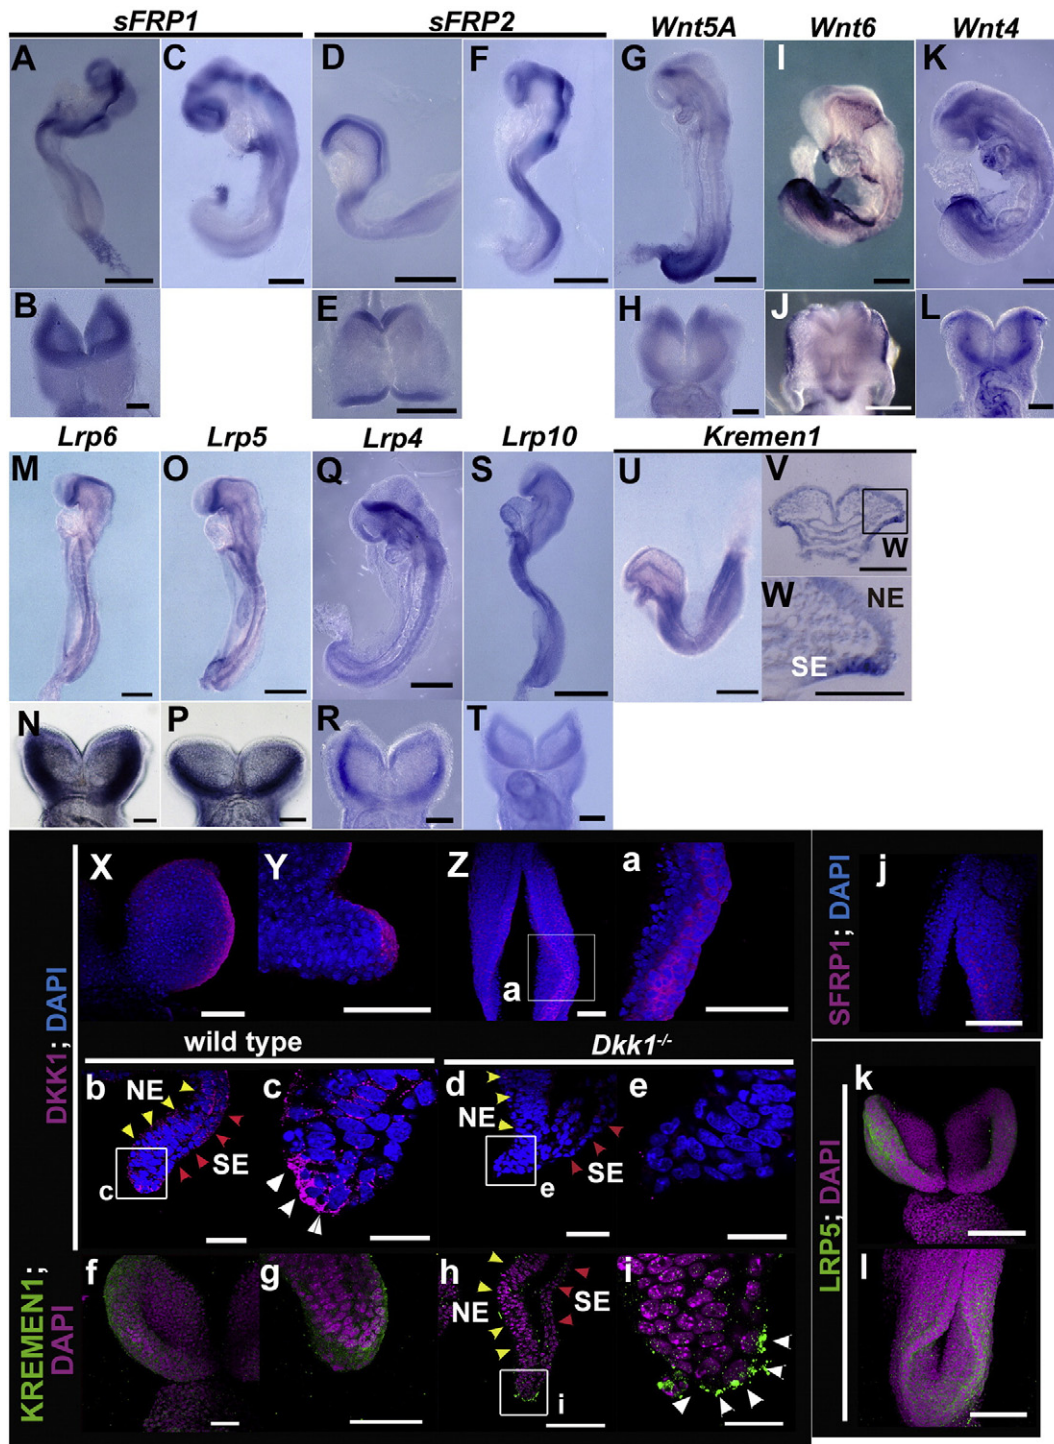 sFRP1 sFRP2 Wnt5A Wnt6 Wnt4
A C D F G I K
B E H J L
Lrp6 Lrp5 Lrp4 Lrp10 Kremen1
M O Q S U V
W
W NE
SE
N P R T
X Y Z a j
a
DKK1; DAPI
SFRP1; DAPI
wild type Dkk1-/-
b NE c d NE e k
SE SE
c e
LRP5; DAPI
f g h i l
NE SE
i
KREMEN1;
DAPI